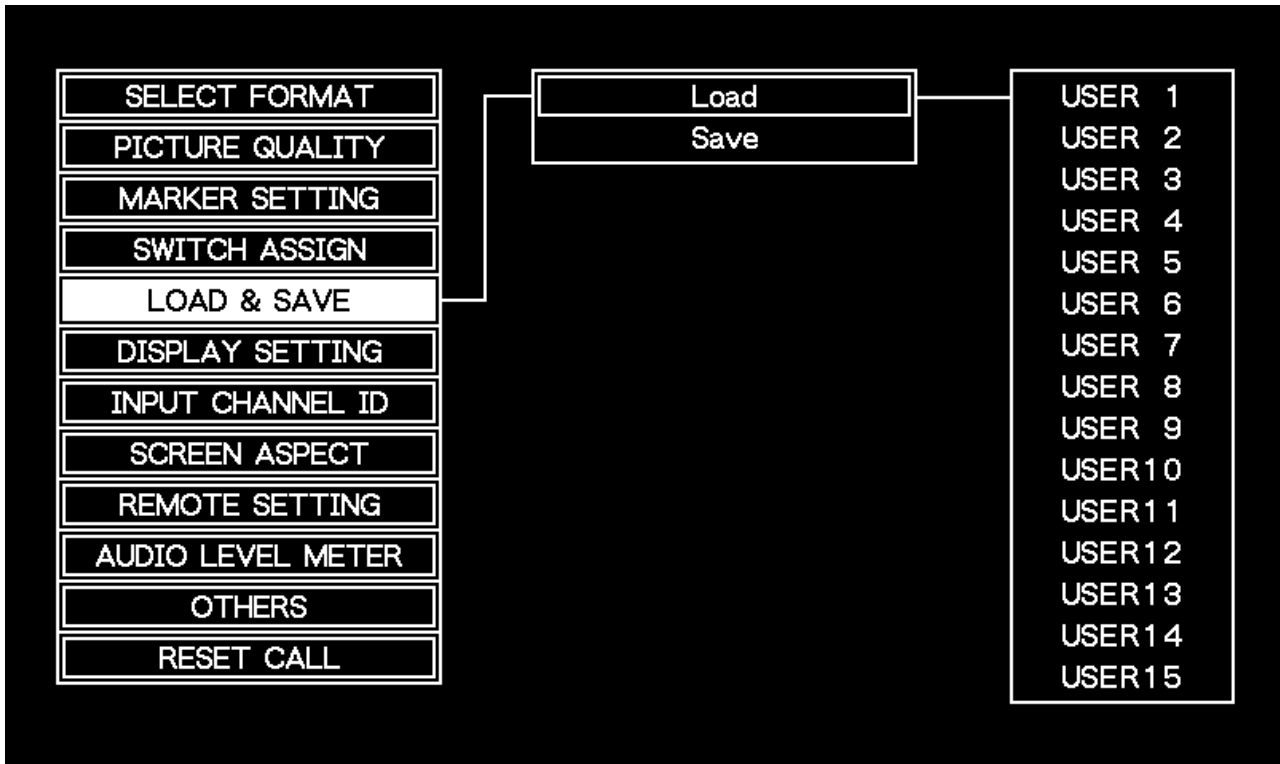 SELECT FORMAT
PICTURE QUALITY
MARKER SETTING
SWITCH ASSIGN
LOAD & SAVE
DISPLAY SETTING
INPUT CHANNEL ID
SCREEN ASPECT
REMOTE SETTING
AUDIO LEVEL METER
OTHERS
RESET CALL
Load
Save
USER 1
USER 2
USER 3
USER 4
USER 5
USER 6
USER 7
USER 8
USER 9
USER10
USER11
USER12
USER13
USER14
USER15